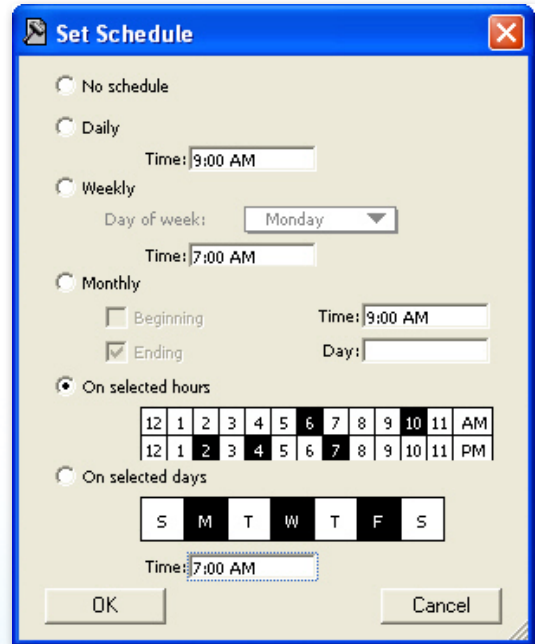 Set Schedule
No schedule
Daily
Time: 9:00 AM
Weekly
Day of week: Monday
Time: 7:00 AM
Monthly
Beginning Time: 9:00 AM
Ending Day:
On selected hours
12 1 2 3 4 5 6 7 8 9 10 11 AM
12 1 2 3 4 5 6 7 8 9 10 11 PM
On selected days
S M T W T F S
Time: 7:00 AM
OK Cancel